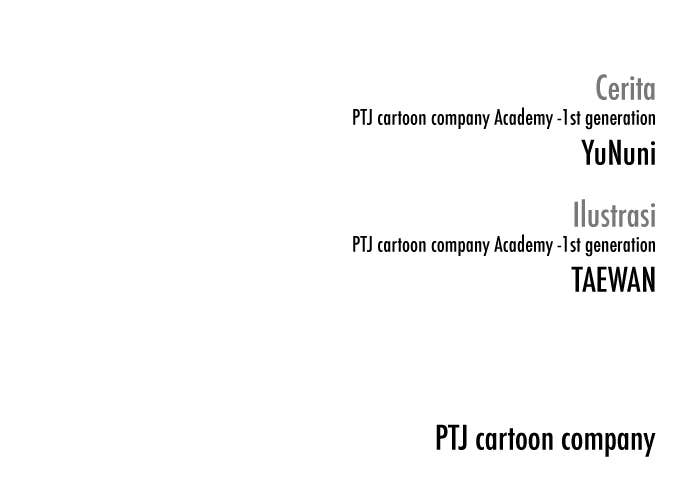 Cerita
PTJ cartoon company Academy -1st generation
YuNuni
Ilustrasi
PTJ cartoon company Academy -1st generation
TAEWAN
PTJ cartoon company